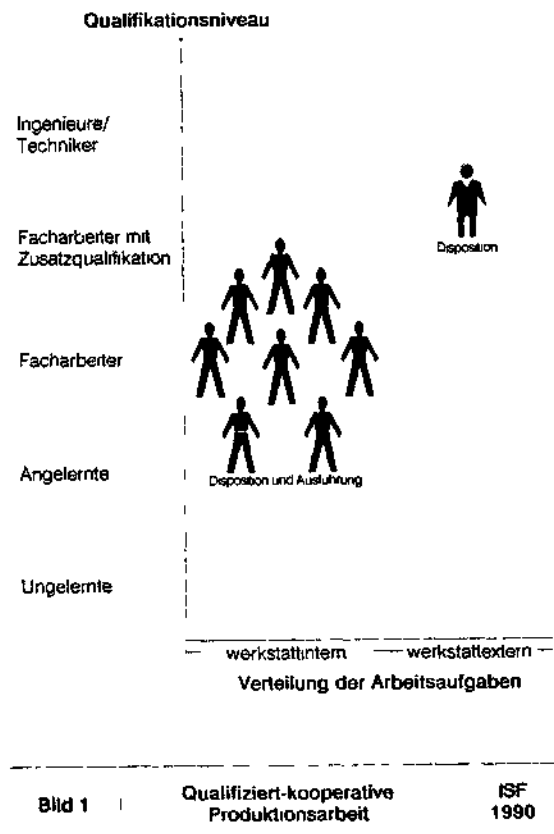 Qualifikationsniveau
Ingenieure/
Techniker
Disposition
Facharbeiter mit
Zusatzqualifikation
Facharbeiter
Angelernte
Disposition und Ausführung
Ungelernte
werkstattintern
werkstattextern
Verteilung der Arbeitsaufgaben
Bild 1
Qualifiziert-kooperative
Produktionsarbeit
ISF
1990